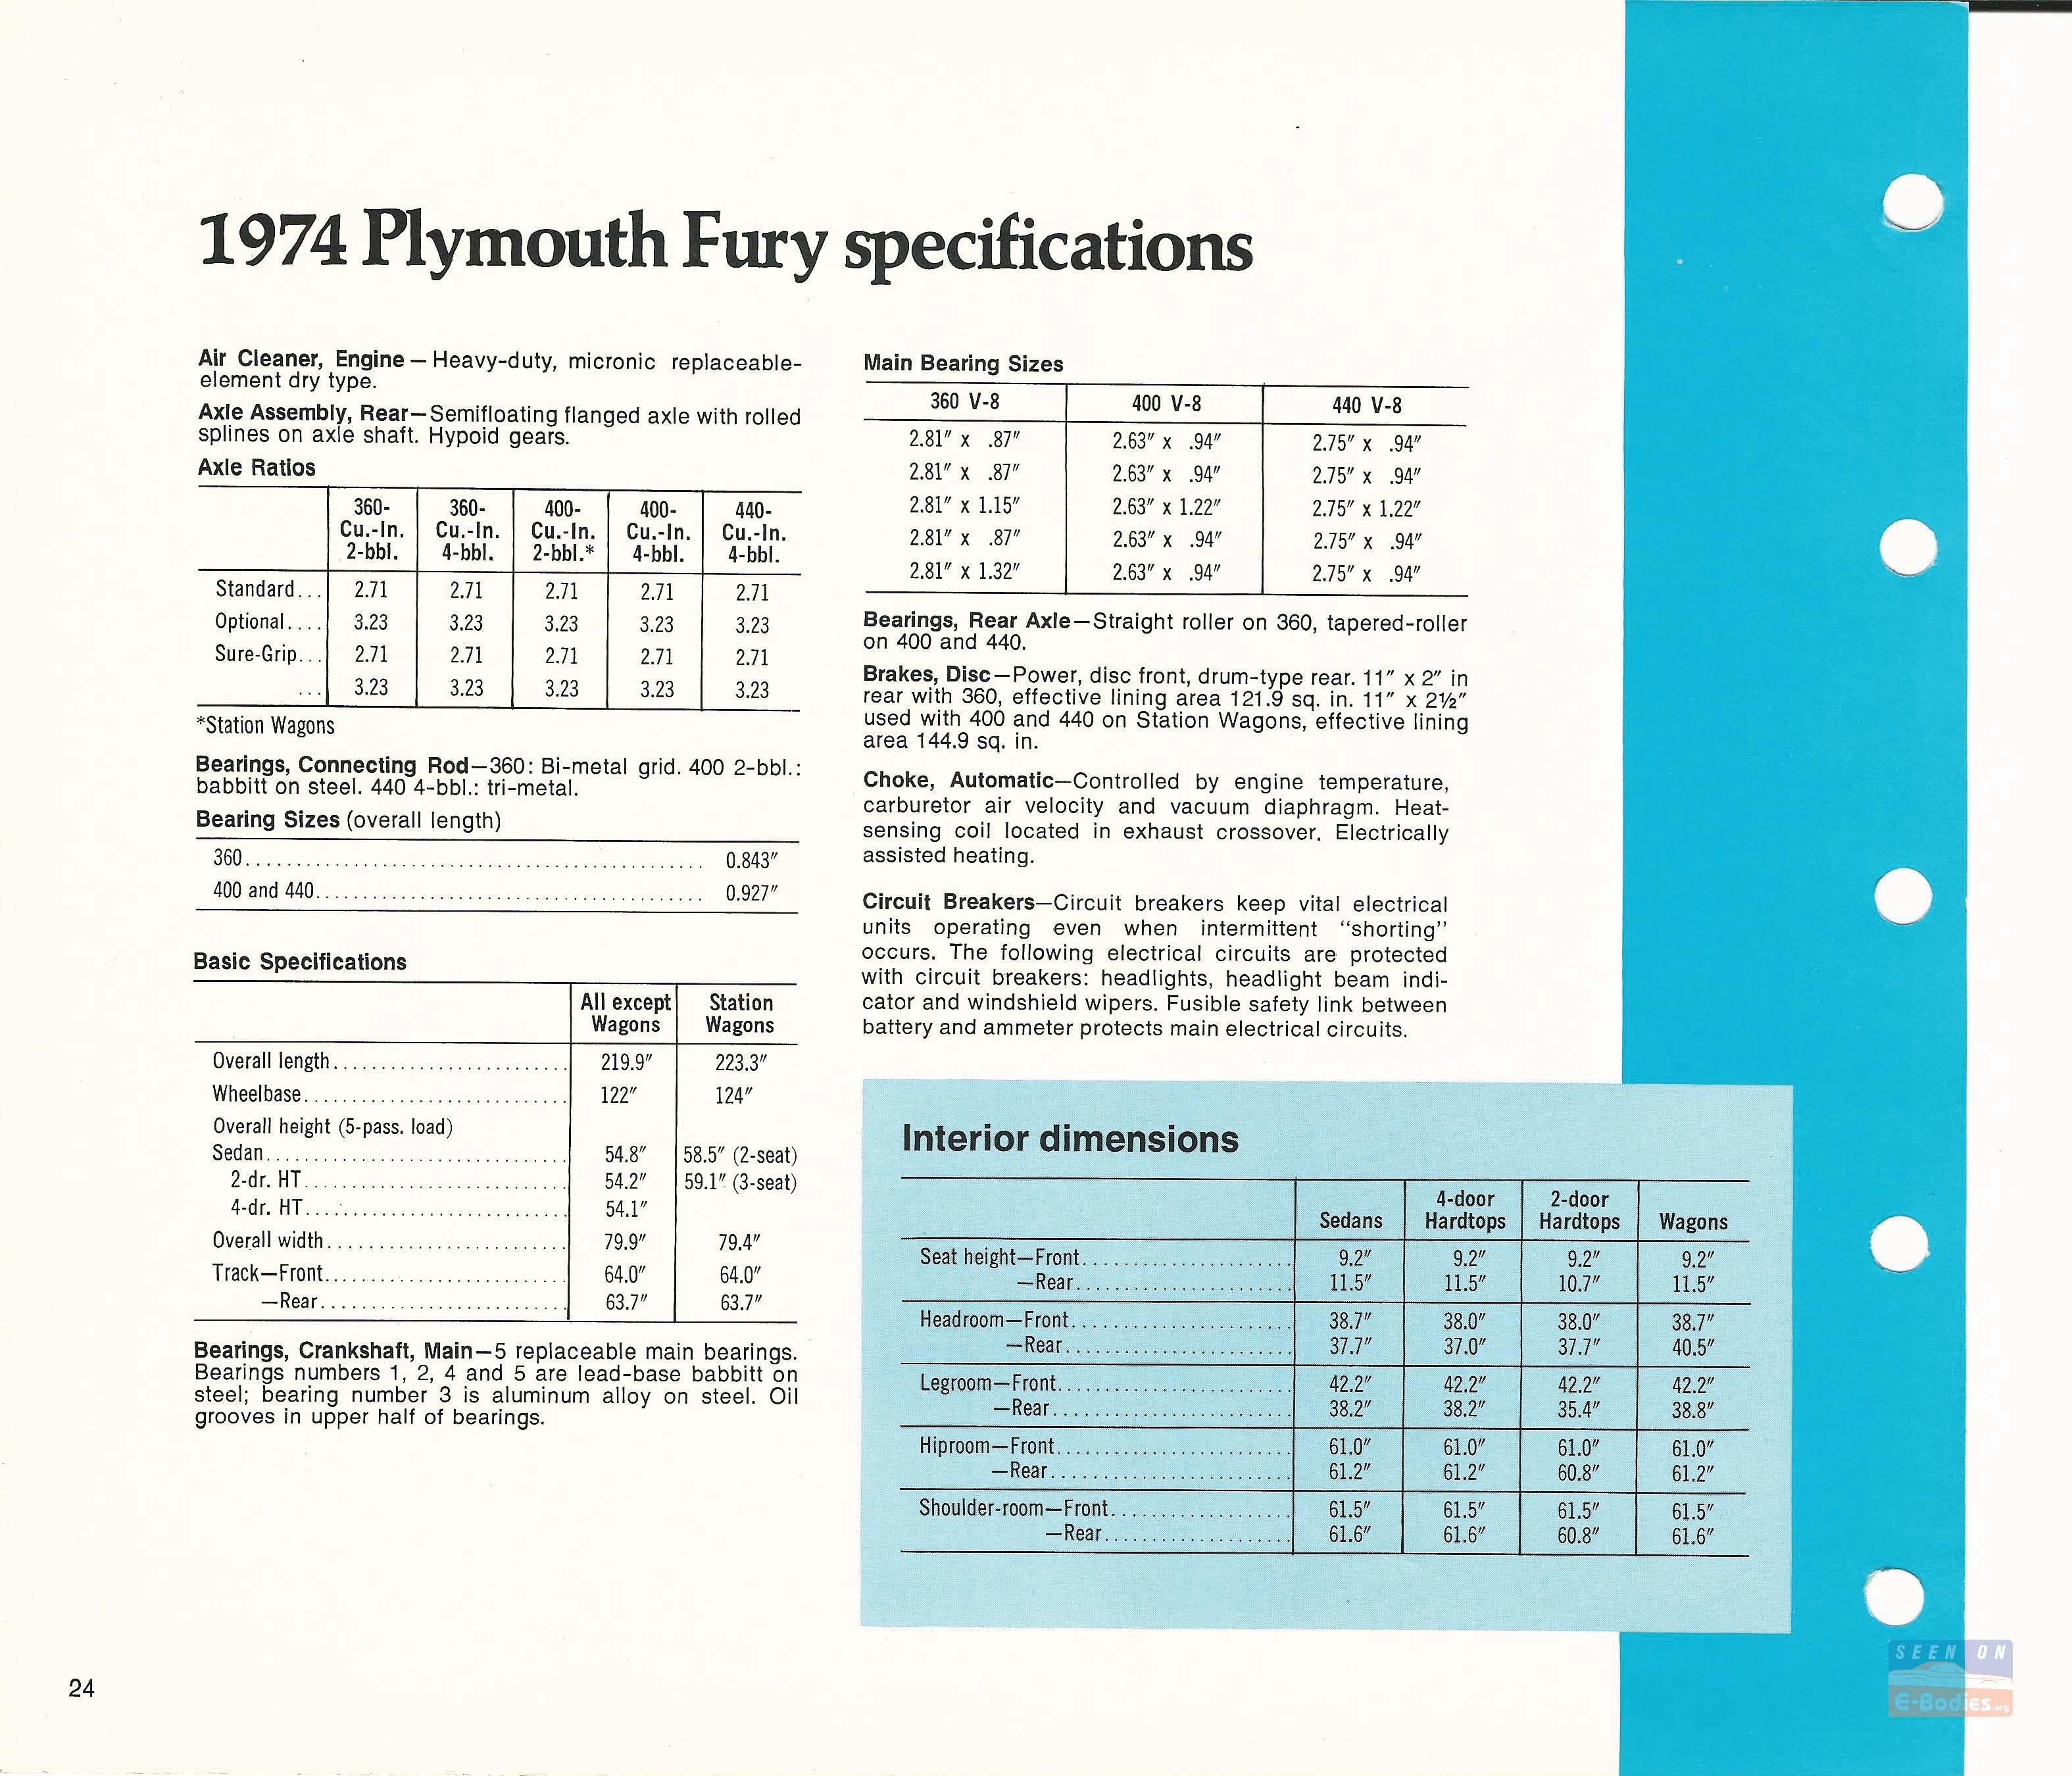 1974 Plymouth Fury specifications
Air Cleaner, Engine — Heavy-duty, micronic replaceable-
element dry type.
Axle Assembly, Rear—Semifloating flanged axle with rolled
splines on axle shaft. Hypoid gears.
Axle Ratios
360- 360- 400- 400- 440-
Cu.-In. Cu.-In. Cu.-In. Cu.-In. Cu.-In.
2-bbl. 4-bbl. 2-bbl.* 4-bbl. 4-bbl.
Standard... 2.71 2.71 2.71 2.71 2.71
Optional.... 3.23 3.23 3.23 3.23 3.23
Sure-Grip... 2.71 2.71 2.71 2.71 2.71
... 3.23 3.23 3.23 3.23 3.23
*Station Wagons
Bearings, Connecting Rod—360: Bi-metal grid. 400 2-bbl.:
babbitt on steel. 440 4-bbl.: tri-metal.
Bearing Sizes (overall length)
360.............................................. 0.843″
400 and 440....................................... 0.927″
Basic Specifications
All except Station
Wagons Wagons
Overall length......................... 219.9″ 223.3″
Wheelbase............................ 122″ 124″
Overall height (5-pass. load)
Sedan................................ 54.8″ 58.5″ (2-seat)
2-dr. HT............................ 54.2″ 59.1″ (3-seat)
4-dr. HT............................ 54.1″
Overall width......................... 79.9″ 79.4″
Track—Front.......................... 64.0″ 64.0″
—Rear.......................... 63.7″ 63.7″
Bearings, Crankshaft, Main—5 replaceable main bearings.
Bearings numbers 1, 2, 4 and 5 are lead-base babbitt on
steel; bearing number 3 is aluminum alloy on steel. Oil
grooves in upper half of bearings.
Main Bearing Sizes
360 V-8 400 V-8 440 V-8
2.81″ x .87″ 2.63″ x .94″ 2.75″ x .94″
2.81″ x .87″ 2.63″ x .94″ 2.75″ x .94″
2.81″ x 1.15″ 2.63″ x 1.22″ 2.75″ x 1.22″
2.81″ x .87″ 2.63″ x .94″ 2.75″ x .94″
2.81″ x 1.32″ 2.63″ x .94″ 2.75″ x .94″
Bearings, Rear Axle—Straight roller on 360, tapered-roller
on 400 and 440.
Brakes, Disc—Power, disc front, drum-type rear. 11″ x 2″ in
rear with 360, effective lining area 121.9 sq. in. 11″ x 2½″
used with 400 and 440 on Station Wagons, effective lining
area 144.9 sq. in.
Choke, Automatic—Controlled by engine temperature,
carburetor air velocity and vacuum diaphragm. Heat-
sensing coil located in exhaust crossover. Electrically
assisted heating.
Circuit Breakers—Circuit breakers keep vital electrical
units operating even when intermittent “shorting”
occurs. The following electrical circuits are protected
with circuit breakers: headlights, headlight beam indi-
cator and windshield wipers. Fusible safety link between
battery and ammeter protects main electrical circuits.
Interior dimensions
4-door 2-door
Sedans Hardtops Hardtops Wagons
Seat height—Front....................... 9.2″ 9.2″ 9.2″ 9.2″
—Rear....................... 11.5″ 11.5″ 10.7″ 11.5″
Headroom—Front........................ 38.7″ 38.0″ 38.0″ 38.7″
—Rear........................ 37.7″ 37.0″ 37.7″ 40.5″
Legroom—Front......................... 42.2″ 42.2″ 42.2″ 42.2″
—Rear......................... 38.2″ 38.2″ 35.4″ 38.8″
Hiproom—Front......................... 61.0″ 61.0″ 61.0″ 61.0″
—Rear......................... 61.2″ 61.2″ 60.8″ 61.2″
Shoulder-room—Front.................... 61.5″ 61.5″ 61.5″ 61.5″
—Rear.................... 61.6″ 61.6″ 60.8″ 61.6″
24
SEEN ON
E-Bodies.org